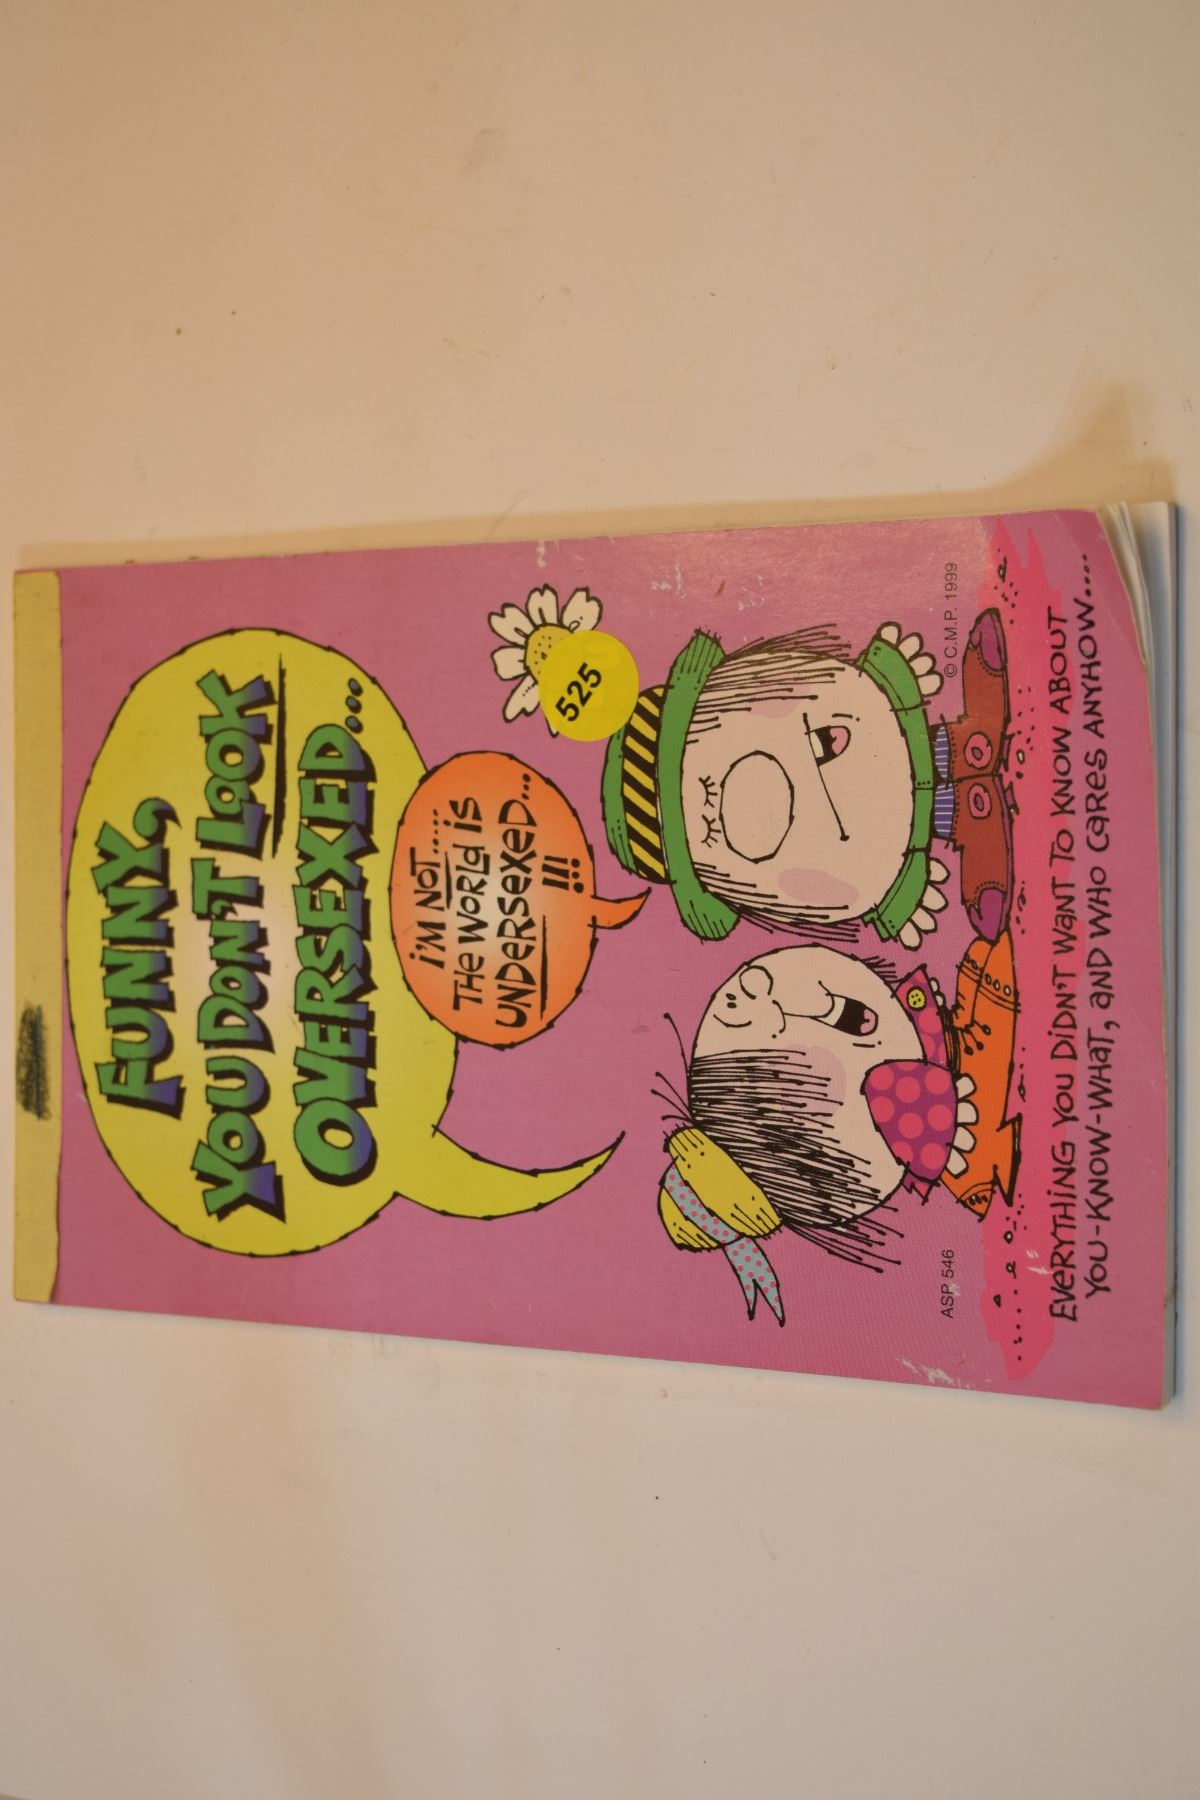 FUNNY,
YOU DON'T LOOK
OVERSEXED...
I'M NOT.....
THE WORLD IS
UNDERSEXED...
!!!
525
ASP 546
© C.M.P. 1999
EVERYTHING YOU DIDN'T WANT TO KNOW ABOUT
YOU-KNOW-WHAT, AND WHO CARES ANYHOW....